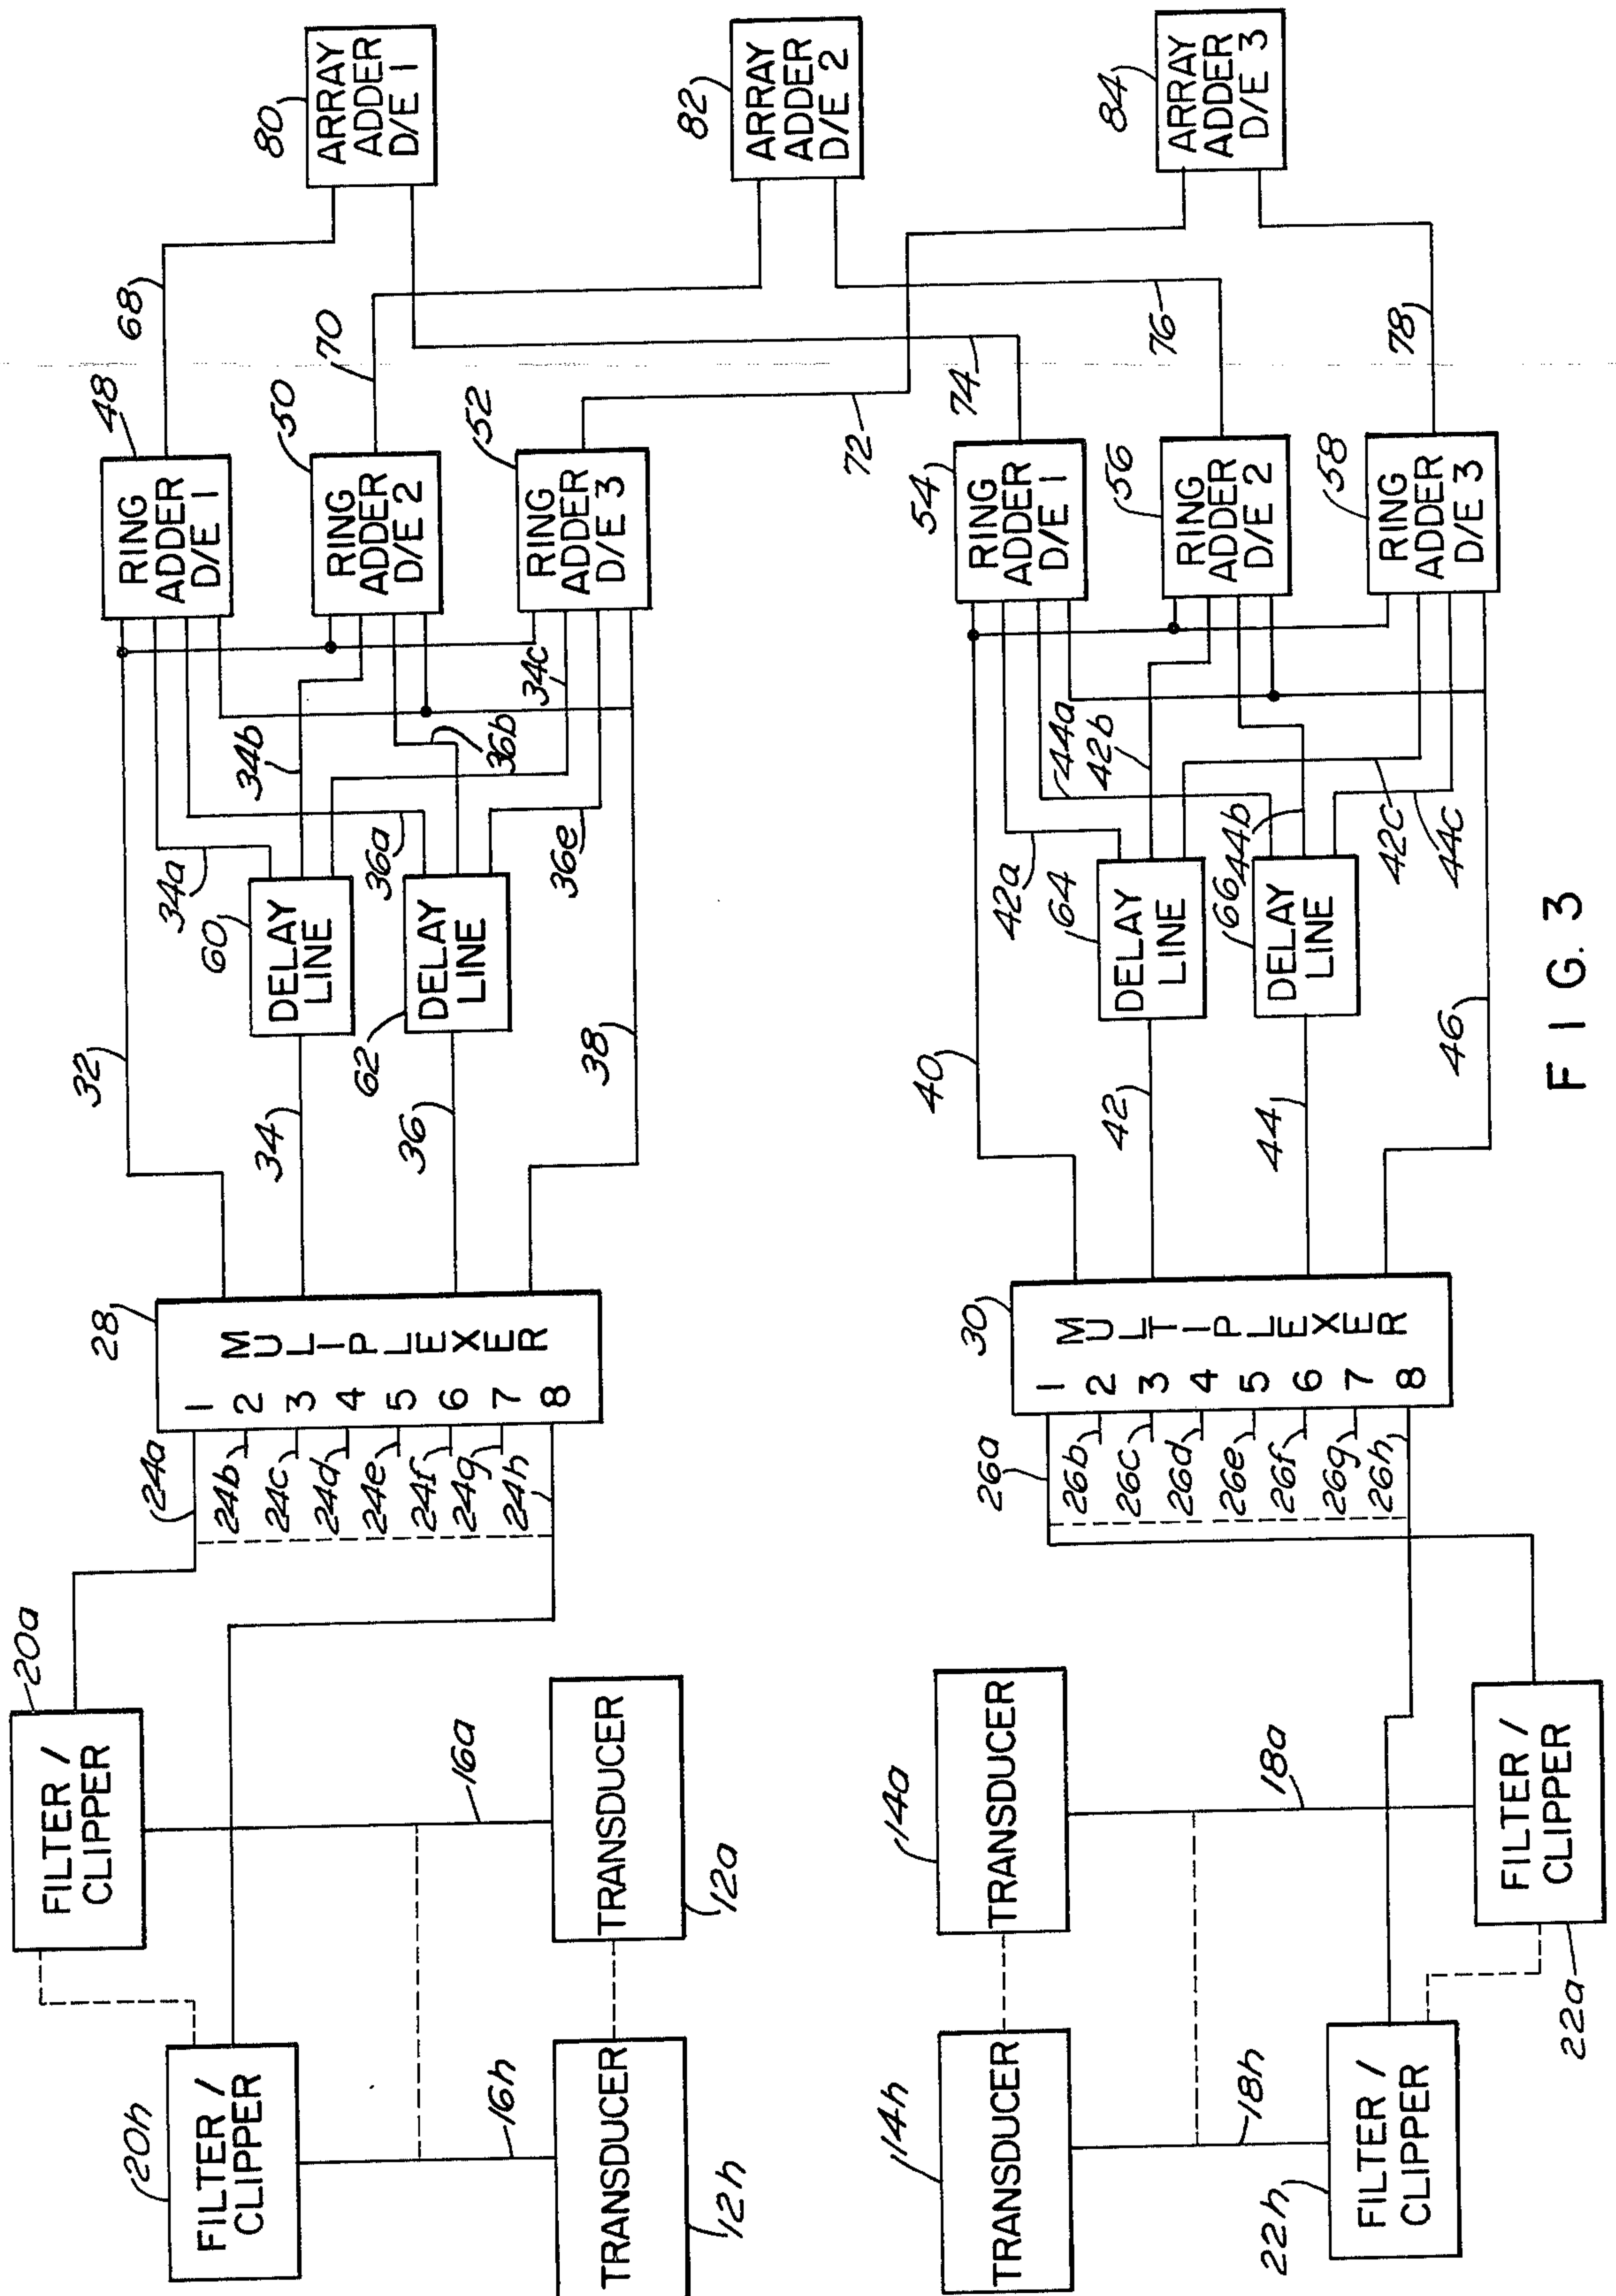 20a
FILTER /
CLIPPER
20h
FILTER /
CLIPPER
16a
16h
TRANSDUCER
12a
TRANSDUCER
12h
14a
TRANSDUCER
14h
TRANSDUCER
18a
18h
FILTER /
CLIPPER
22a
FILTER /
CLIPPER
22h
24a
24b
24c
24d
24e
24f
24g
24h
28
1
2
3
4
5
6
7
8
MULIPLEXER
26a
26b
26c
26d
26e
26f
26g
26h
30
1
2
3
4
5
6
7
8
MULTIPLEXER
32
34
36
38
60
DELAY
LINE
62
DELAY
LINE
34a
34b
34c
36a
36b
36e
48
RING
ADDER
D/E 1
50
RING
ADDER
D/E 2
52
RING
ADDER
D/E 3
40
42
44
46
64
DELAY
LINE
66
DELAY
LINE
42a
44a
42b
44b
42c
44c
54
RING
ADDER
D/E 1
56
RING
ADDER
D/E 2
58
RING
ADDER
D/E 3
68
70
72
74
76
78
80
ARRAY
ADDER
D/E 1
82
ARRAY
ADDER
D/E 2
84
ARRAY
ADDER
D/E 3
FIG. 3